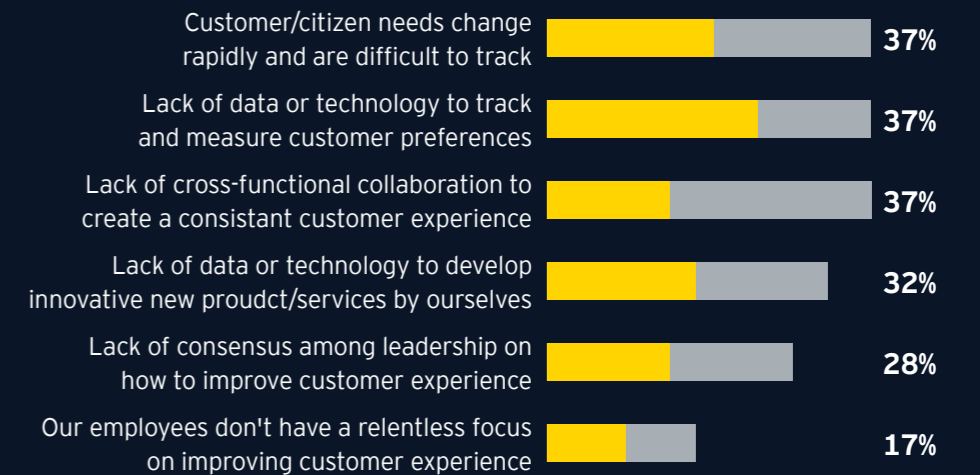 Customer/citizen needs change
rapidly and are difficult to track
37%
Lack of data or technology to track
and measure customer preferences
37%
Lack of cross-functional collaboration to
create a consistant customer experience
37%
Lack of data or technology to develop
innovative new proudct/services by ourselves
32%
Lack of consensus among leadership on
how to improve customer experience
28%
Our employees don't have a relentless focus
on improving customer experience
17%